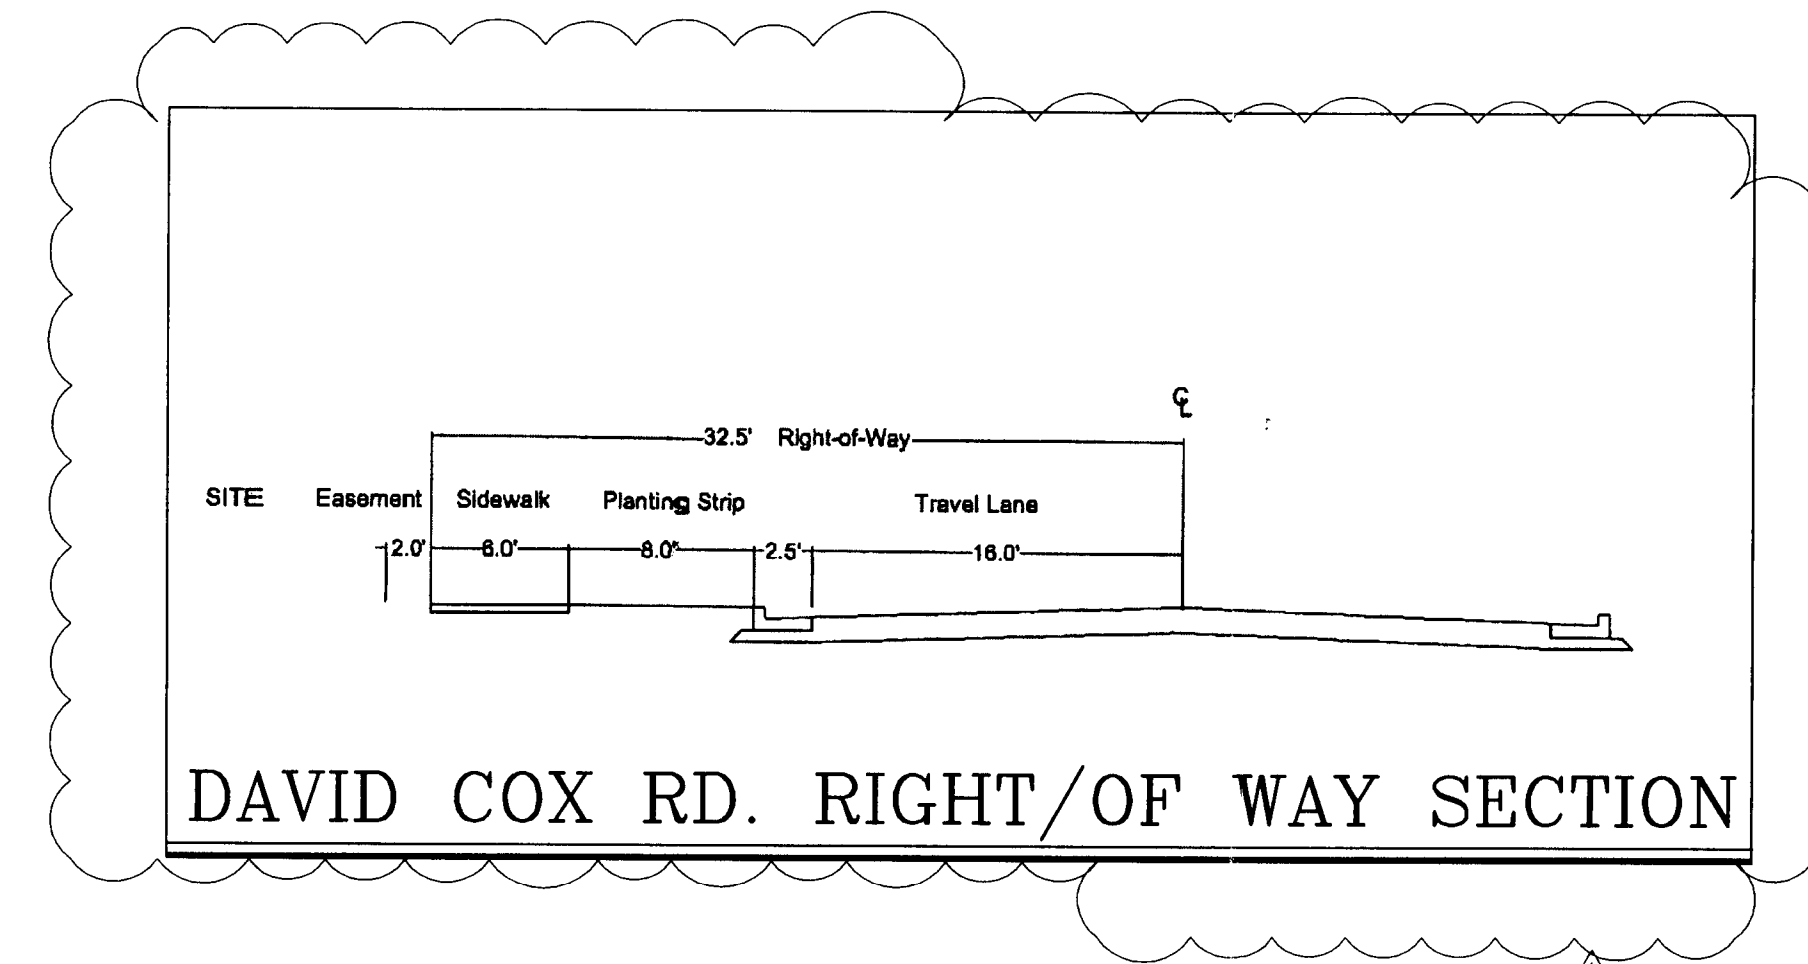 ℄
32.5' Right-of-Way
SITE Easement Sidewalk Planting Strip Travel Lane
2.0' 6.0' 8.0' 2.5' 16.0'
DAVID COX RD. RIGHT/OF WAY SECTION